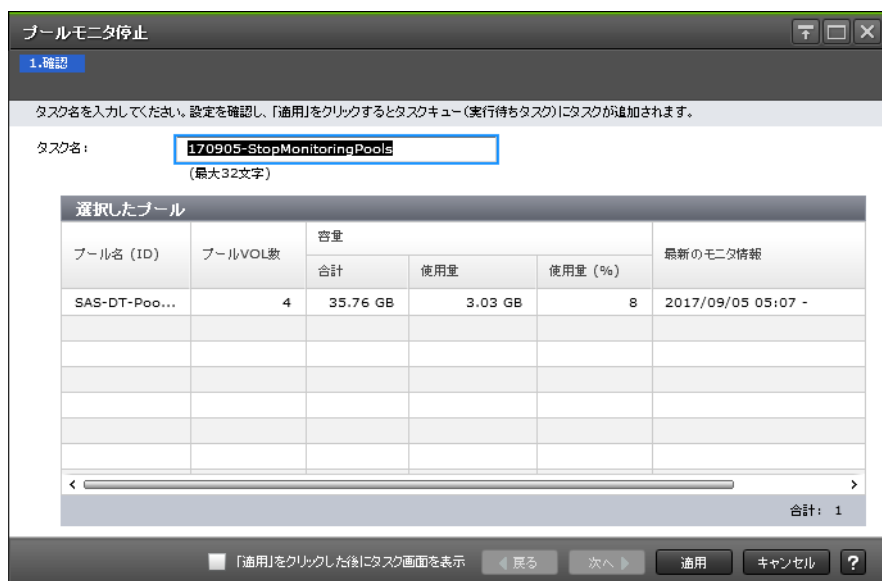 プールモニタ停止
1.確認
タスク名を入力してください。設定を確認し、「適用」をクリックするとタスクキュー(実行待ちタスク)にタスクが追加されます。
タスク名: 170905-StopMonitoringPools
(最大32文字)
選択したプール
プール名 (ID) プールVOL数 容量 最新のモニタ情報
合計 使用量 使用量 (%)
SAS-DT-Poo... 4 35.76 GB 3.03 GB 8 2017/09/05 05:07 -
合計: 1
「適用」をクリックした後にタスク画面を表示 戻る 次へ 適用 キャンセル ?